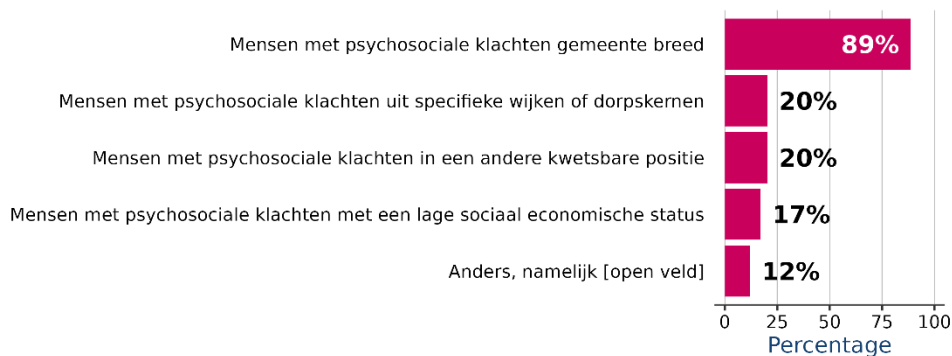 Mensen met psychosociale klachten gemeente breed 89%
Mensen met psychosociale klachten uit specifieke wijken of dorpskernen 20%
Mensen met psychosociale klachten in een andere kwetsbare positie 20%
Mensen met psychosociale klachten met een lage sociaal economische status 17%
Anders, namelijk [open veld] 12%
0 25 50 75 100
Percentage